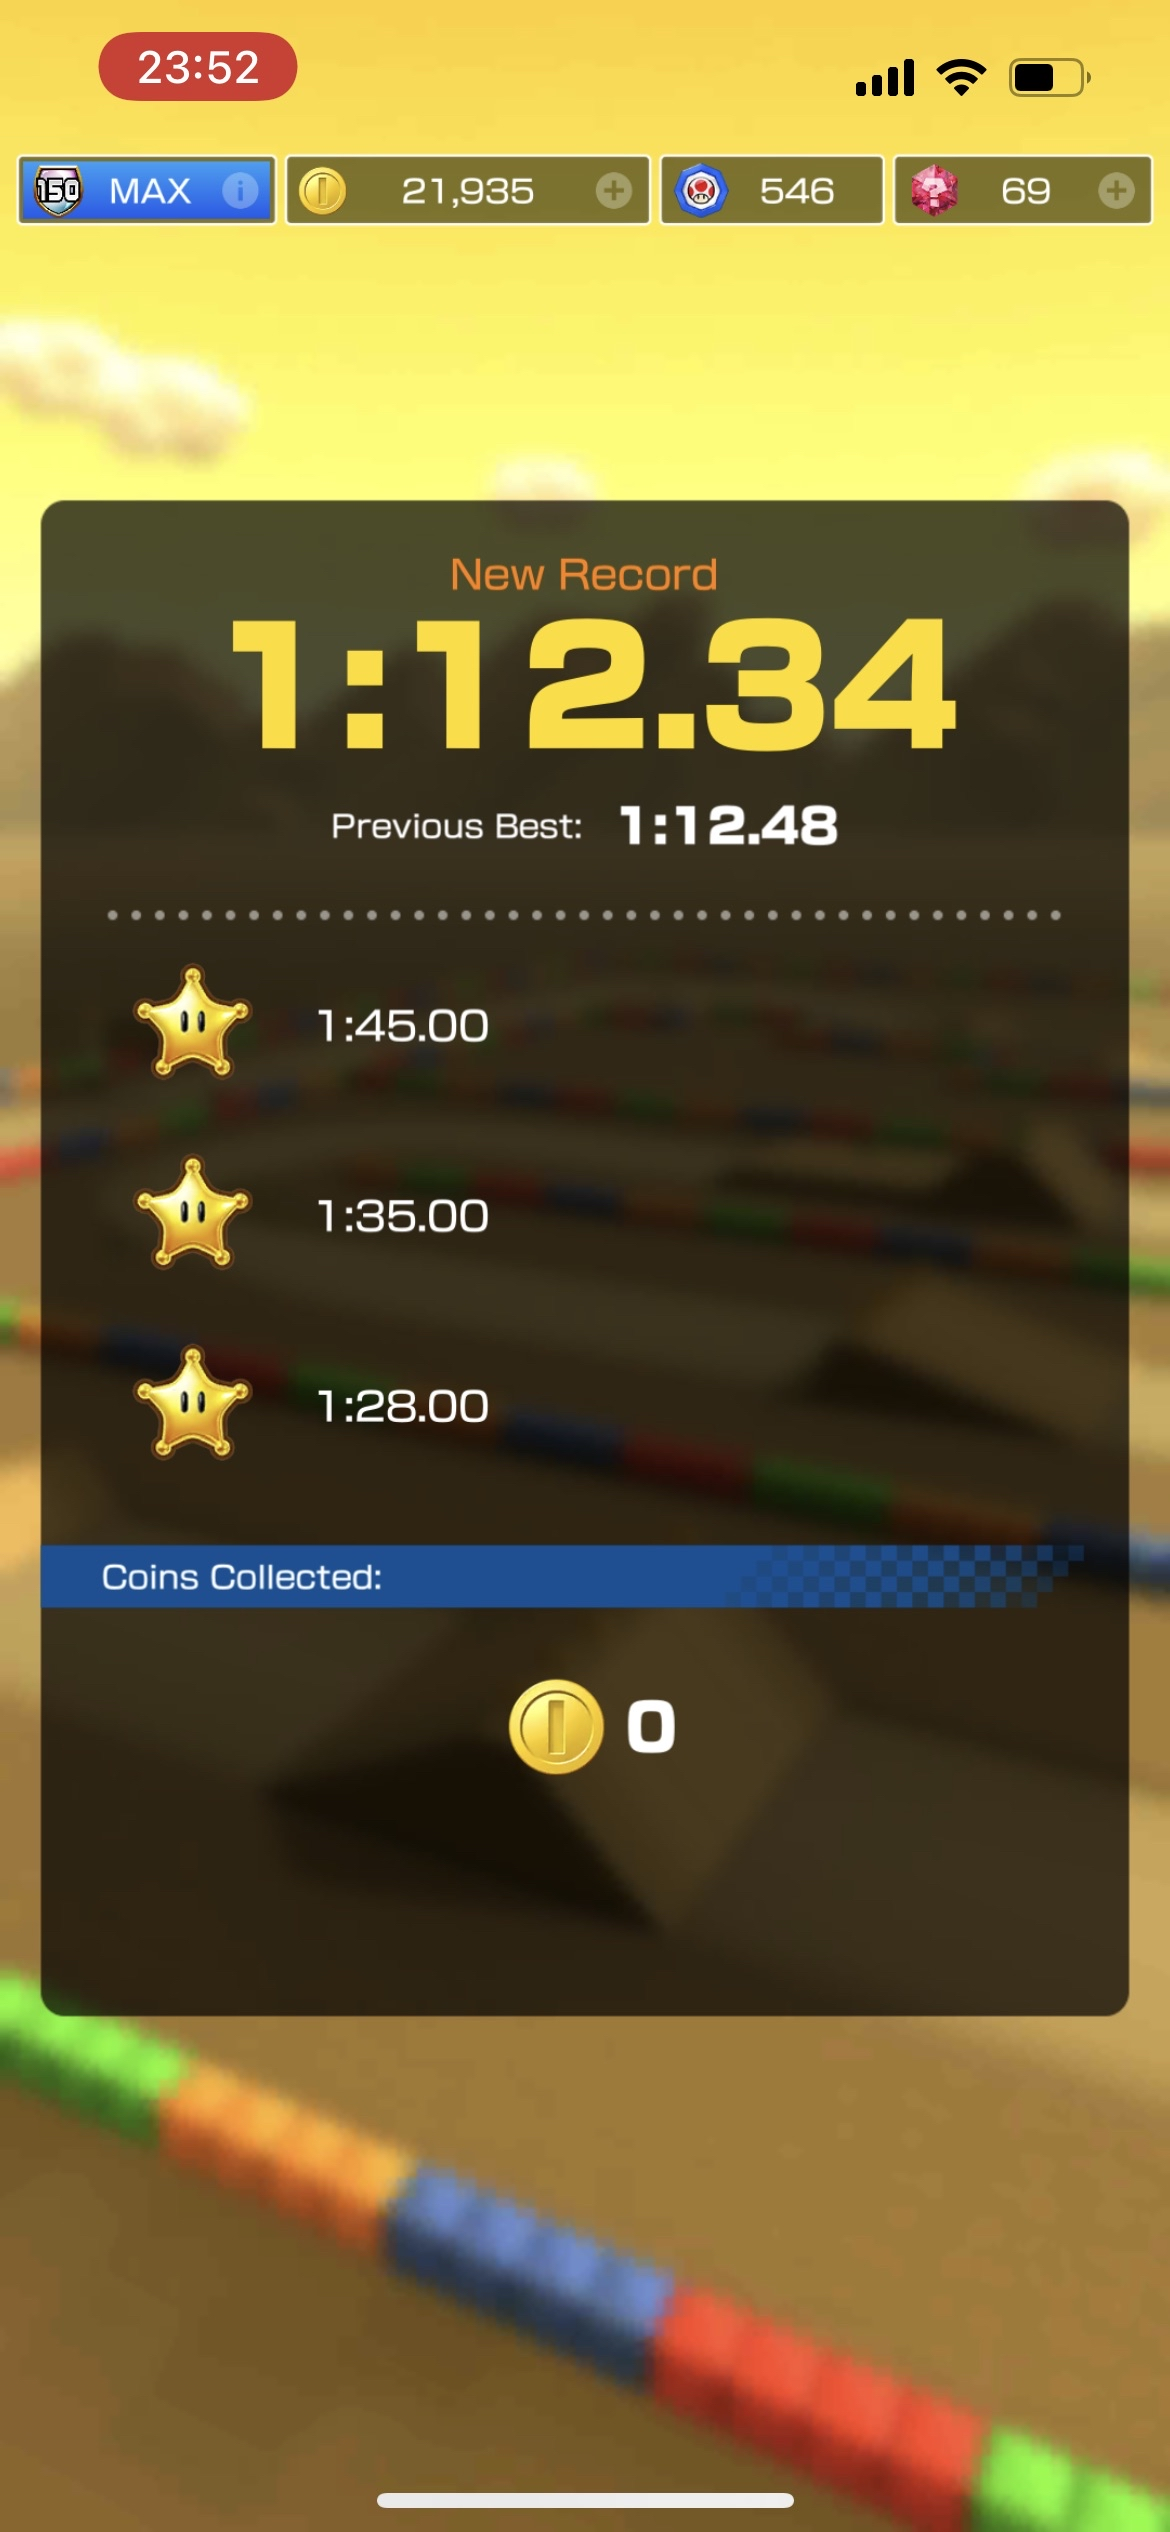 23:52
150 MAX i 21,935 + 546 ? 69 +
New Record
1:12.34
Previous Best: 1:12.48
1:45.00
1:35.00
1:28.00
Coins Collected:
0